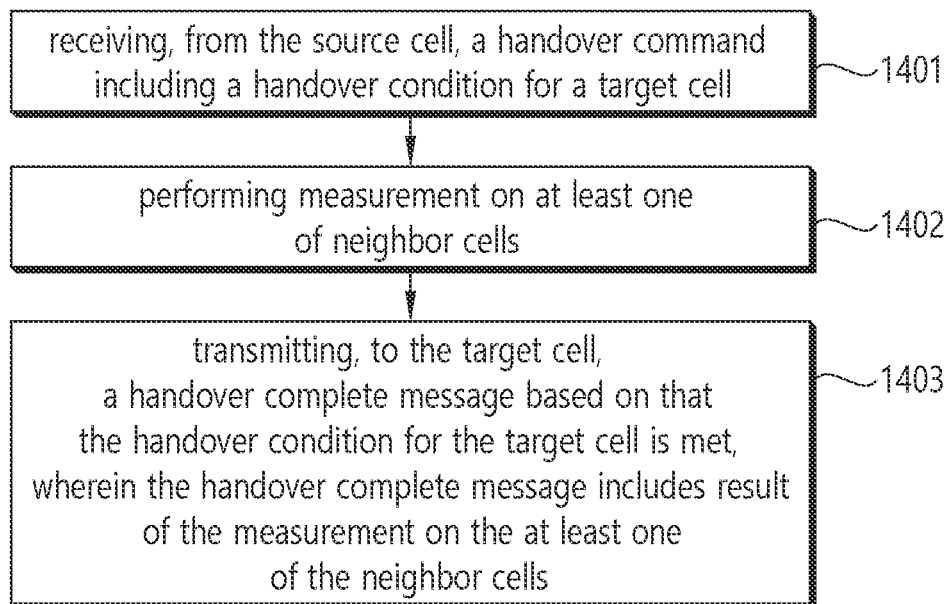 receiving, from the source cell, a handover command
including a handover condition for a target cell
1401
performing measurement on at least one
of neighbor cells
1402
transmitting, to the target cell,
a handover complete message based on that
the handover condition for the target cell is met,
wherein the handover complete message includes result
of the measurement on the at least one
of the neighbor cells
1403